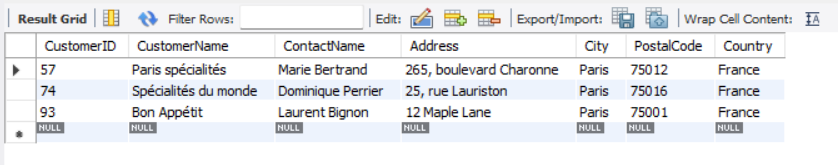 Result Grid Filter Rows: Edit: Export/Import: Wrap Cell Content:
CustomerID CustomerName ContactName Address City PostalCode Country
57 Paris spécialités Marie Bertrand 265, boulevard Charonne Paris 75012 France
74 Spécialités du monde Dominique Perrier 25, rue Lauriston Paris 75016 France
93 Bon Appétit Laurent Bignon 12 Maple Lane Paris 75001 France
NULL NULL NULL NULL NULL NULL NULL